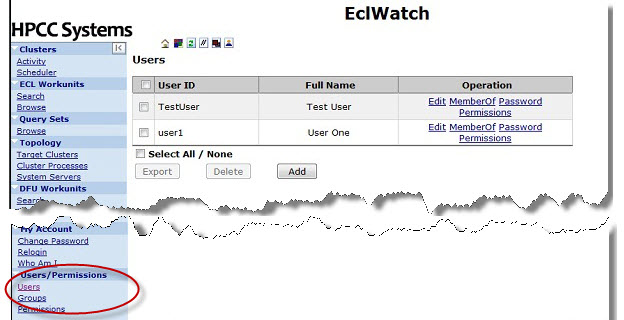 EclWatch
HPCC Systems
Clusters
Activity
Scheduler
ECL Workunits
Search
Browse
Query Sets
Browse
Topology
Target Clusters
Cluster Processes
System Servers
DFU Workunits
Search
My Account
Change Password
Relogin
Who Am I
Users/Permissions
Users
Groups
Permissions
Users
User ID Full Name Operation
TestUser Test User Edit MemberOf Password
Permissions
user1 User One Edit MemberOf Password
Permissions
Select All / None
Export Delete Add